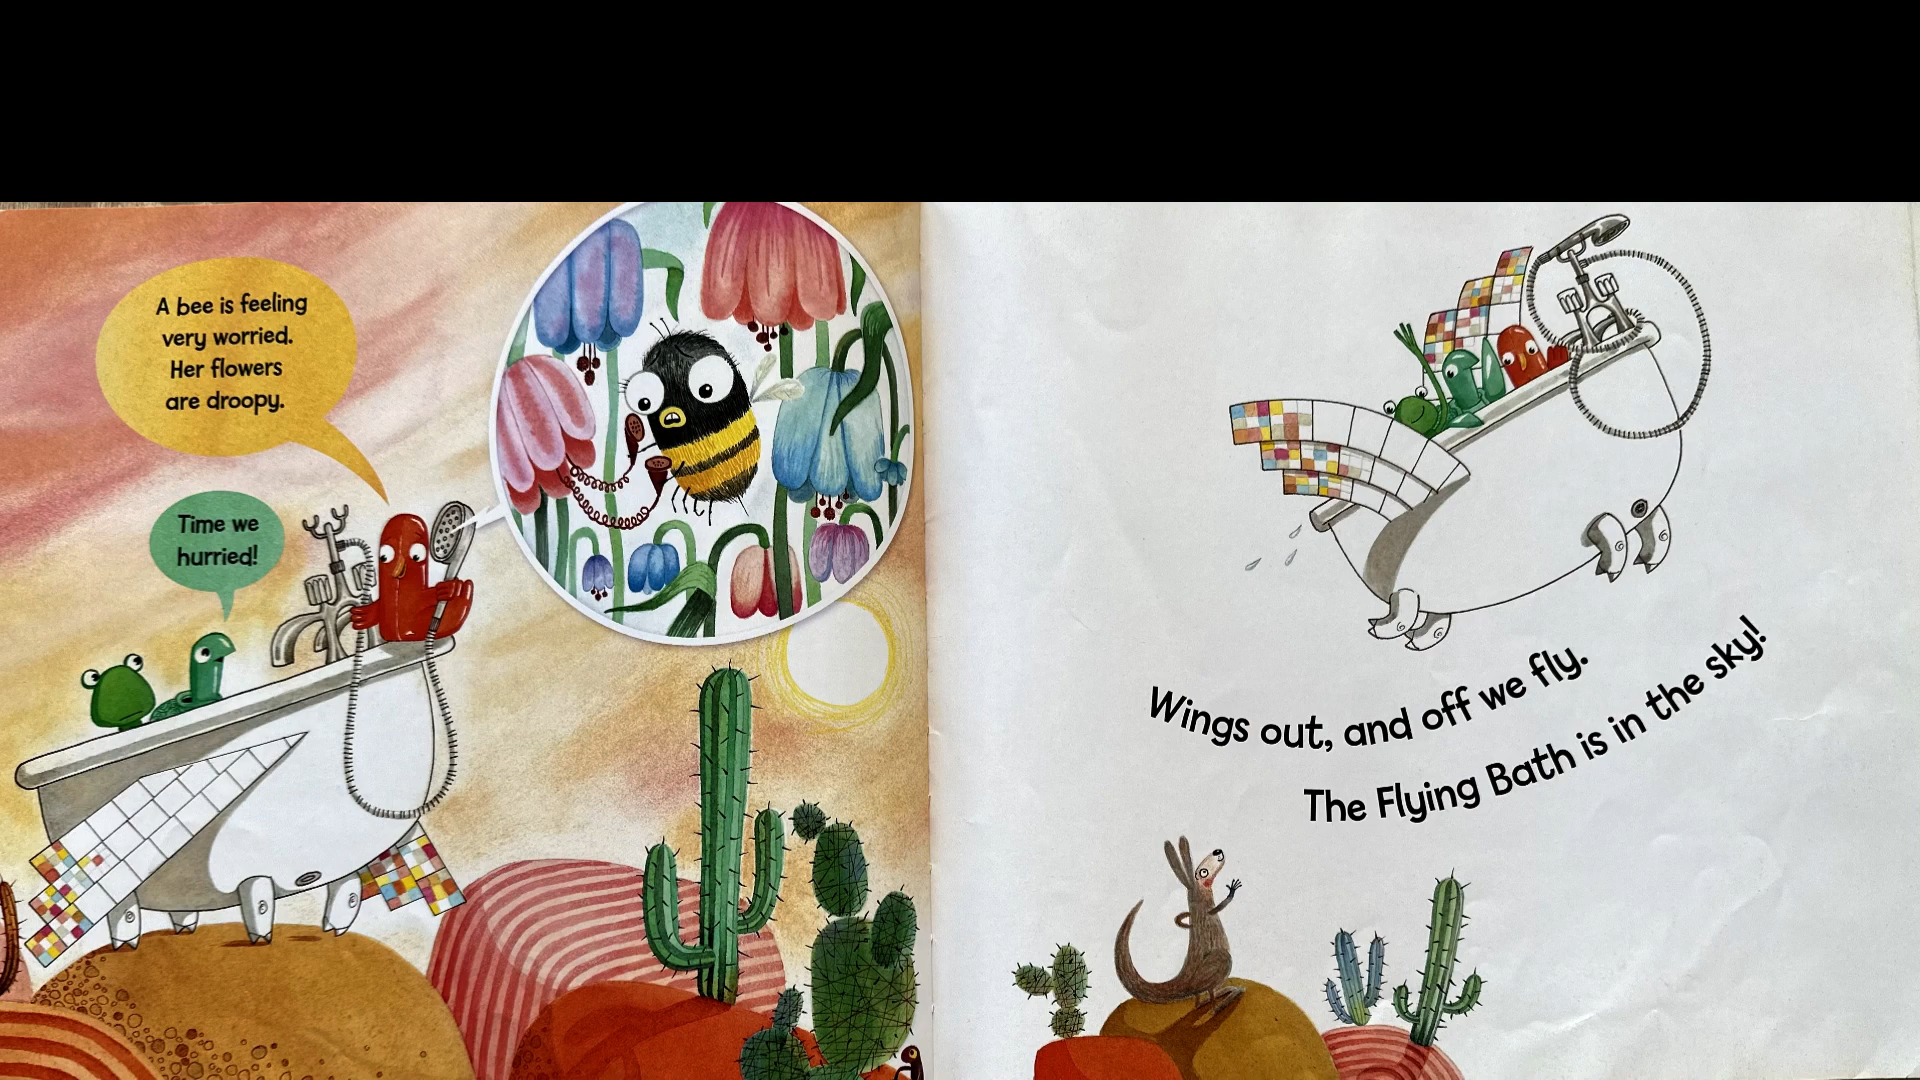 A bee is feeling
very worried.
Her flowers
are droopy.
Time we
hurried!
Wings out, and off we fly.
The Flying Bath is in the sky!